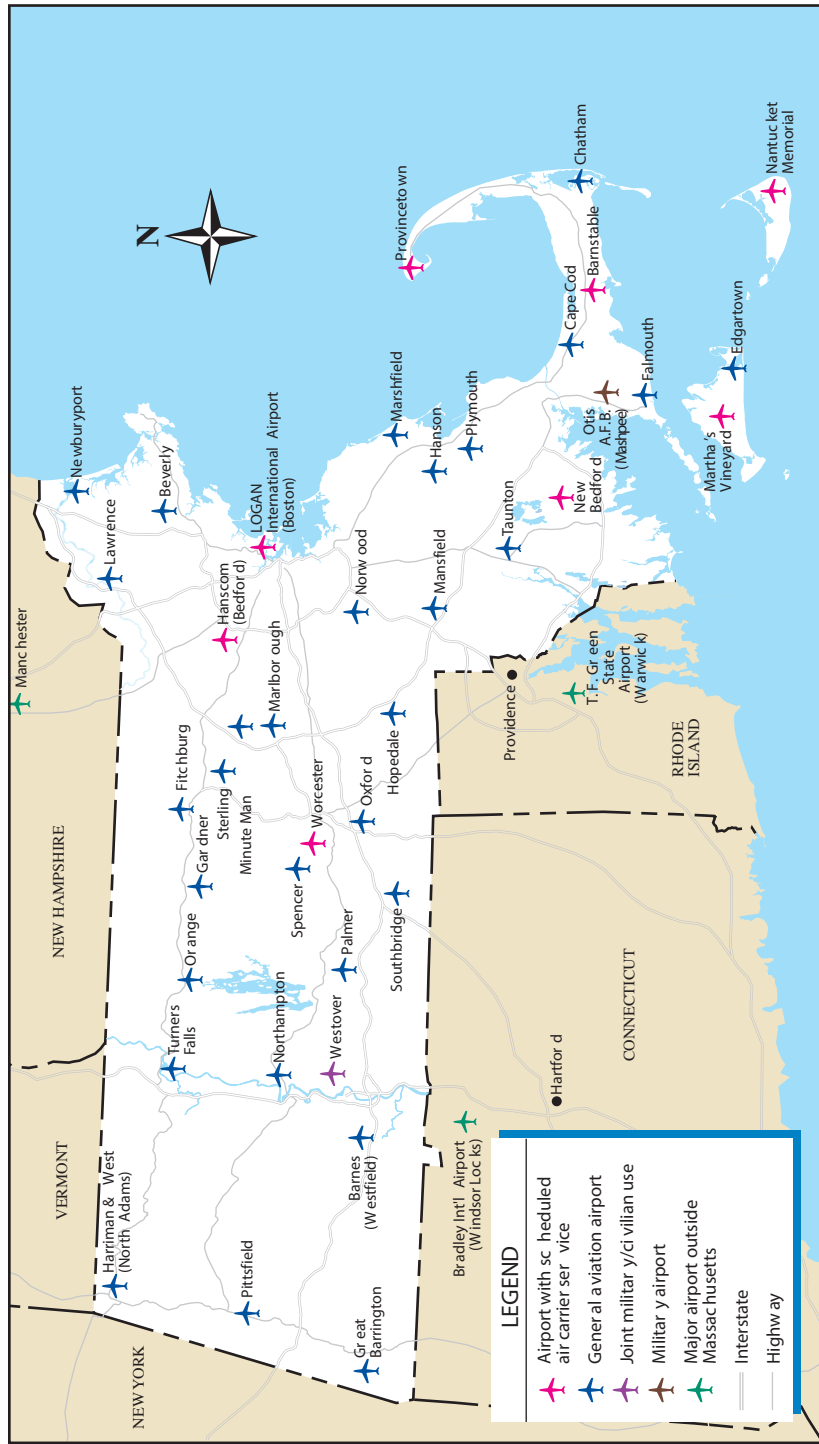 N
NEW YORK
VERMONT
NEW HAMPSHIRE
Manchester
Harriman & West
(North Adams)
Pittsfield
Great
Barrington
Turners
Falls
Northampton
Westover
Barnes
(Westfield)
Orange
Gardner
Fitchburg
Sterling
Minute Man
Marlborough
Spencer
Worcester
Palmer
Southbridge
Oxford
Hopedale
Lawrence
Newburyport
Beverly
Hanscom
(Bedford)
LOGAN
International Airport
(Boston)
Norwood
Mansfield
Taunton
Marshfield
Hanson
Plymouth
New
Bedford
Otis
A.F.B.
(Mashpee)
Falmouth
Cape Cod
Barnstable
Provincetown
Chatham
Martha's
Vineyard
Edgartown
Nantucket
Memorial
Providence
T.F. Green
State
Airport
(Warwick)
RHODE
ISLAND
CONNECTICUT
Hartford
Bradley Int'l Airport
(Windsor Locks)
LEGEND
Airport with scheduled
air carrier service
General aviation airport
Joint military/civilian use
Military airport
Major airport outside
Massachusetts
Interstate
Highway